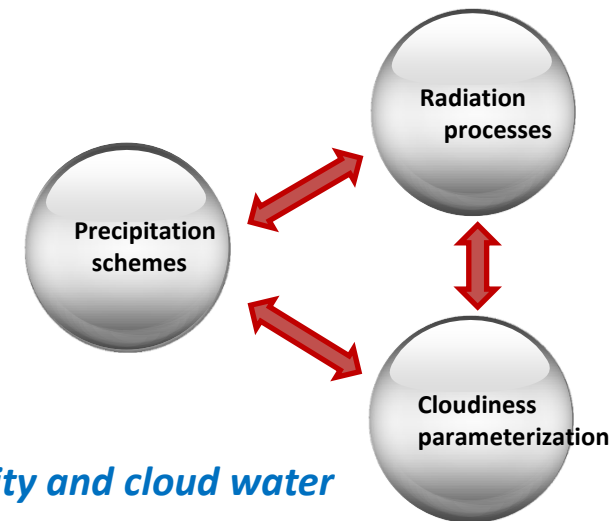 Radiation
processes
Precipitation
schemes
Cloudiness
parameterization
ity and cloud water